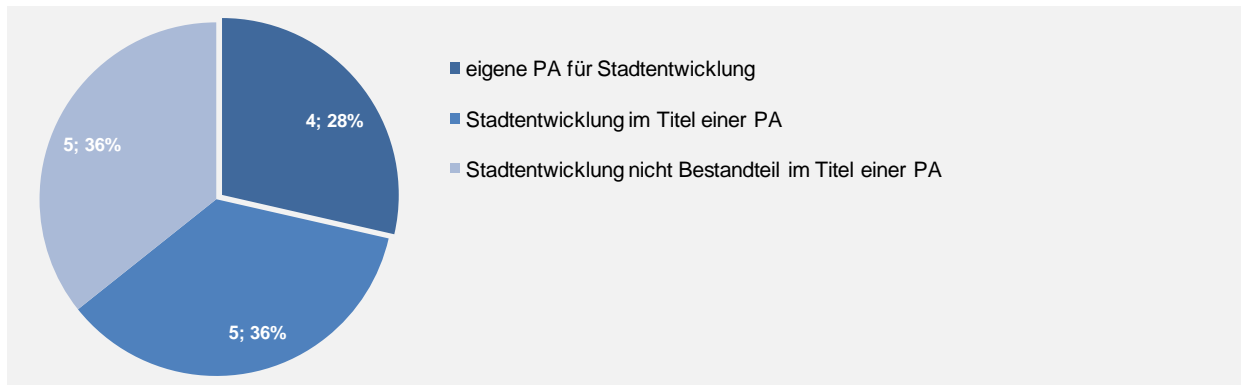 eigene PA für Stadtentwicklung
4; 28%
Stadtentwicklung im Titel einer PA
5; 36%
Stadtentwicklung nicht Bestandteil im Titel einer PA
5; 36%